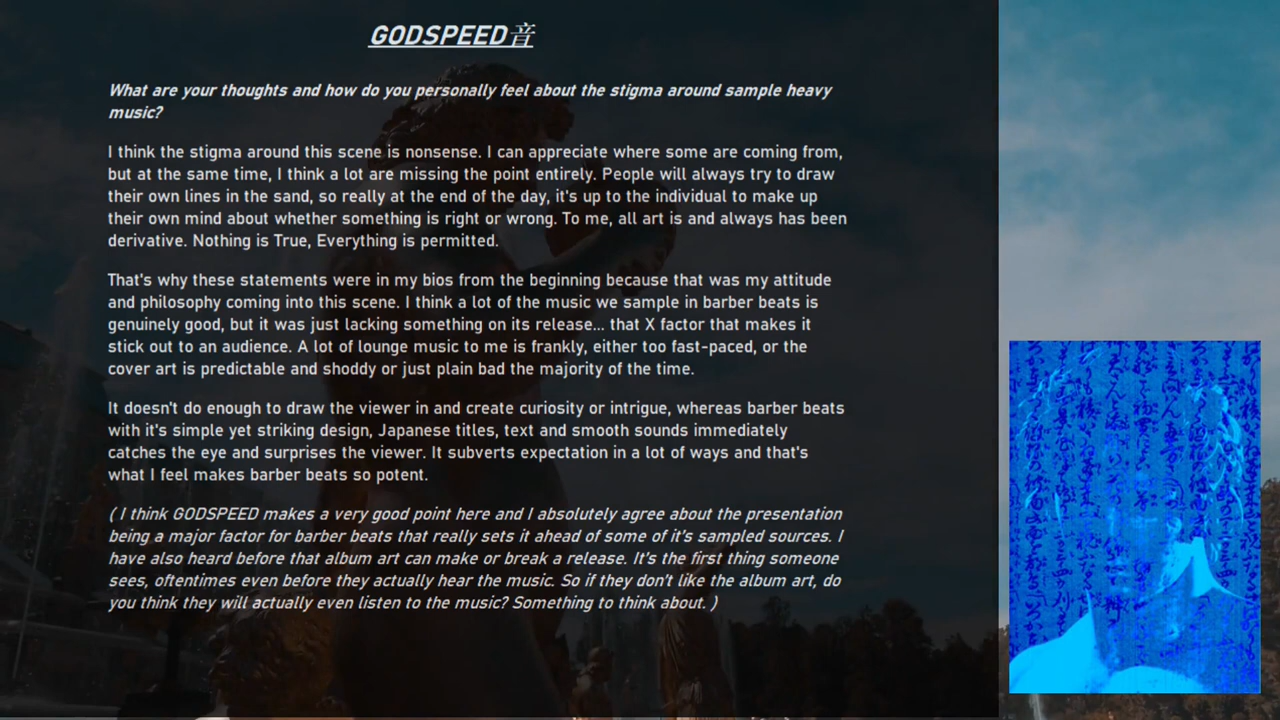 GODSPEED音
What are your thoughts and how do you personally feel about the stigma around sample heavy
music?
I think the stigma around this scene is nonsense. I can appreciate where some are coming from,
but at the same time, I think a lot are missing the point entirely. People will always try to draw
their own lines in the sand, so really at the end of the day, it's up to the individual to make up
their own mind about whether something is right or wrong. To me, all art is and always has been
derivative. Nothing is True, Everything is permitted.
That's why these statements were in my bios from the beginning because that was my attitude
and philosophy coming into this scene. I think a lot of the music we sample in barber beats is
genuinely good, but it was just lacking something on its release... that X factor that makes it
stick out to an audience. A lot of lounge music to me is frankly, either too fast-paced, or the
cover art is predictable and shoddy or just plain bad the majority of the time.
It doesn't do enough to draw the viewer in and create curiosity or intrigue, whereas barber beats
with it's simple yet striking design, Japanese titles, text and smooth sounds immediately
catches the eye and surprises the viewer. It subverts expectation in a lot of ways and that's
what I feel makes barber beats so potent.
( I think GODSPEED makes a very good point here and I absolutely agree about the presentation
being a major factor for barber beats that really sets it ahead of some of it's sampled sources. I
have also heard before that album art can make or break a release. It's the first thing someone
sees, oftentimes even before they actually hear the music. So if they don't like the album art, do
you think they will actually even listen to the music? Something to think about. )